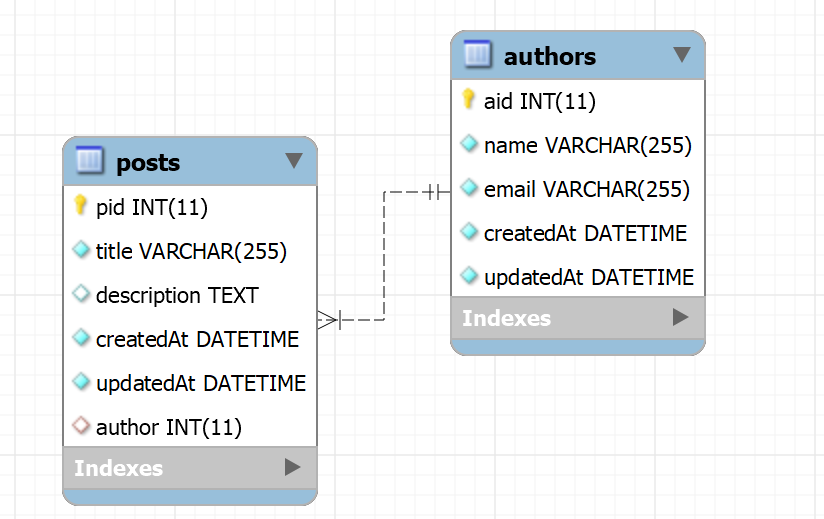 posts
pid INT(11)
title VARCHAR(255)
description TEXT
createdAt DATETIME
updatedAt DATETIME
author INT(11)
Indexes
authors
aid INT(11)
name VARCHAR(255)
email VARCHAR(255)
createdAt DATETIME
updatedAt DATETIME
Indexes